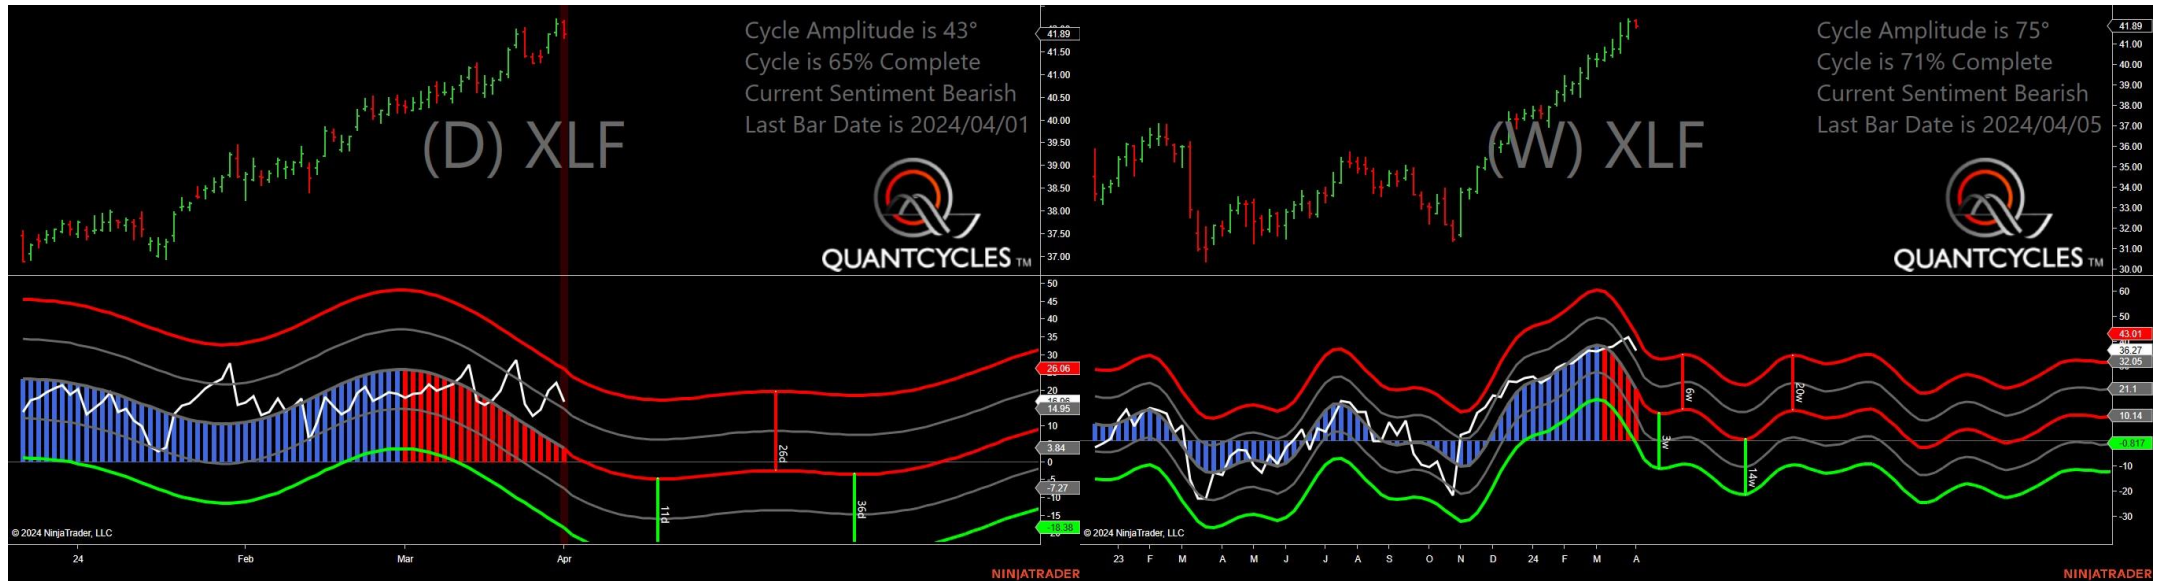 Cycle Amplitude is 43°
Cycle is 65% Complete
Current Sentiment Bearish
Last Bar Date is 2024/04/01
(D) XLF
QUANTCYCLES TM
41.89
41.50
41.00
40.50
40.00
39.50
39.00
38.50
38.00
37.50
37.00
50
45
40
35
30
26.06
20
14.95
10
3.84
0
-5
-7.27
-10
-15
-18.38
26d
11d
36d
© 2024 NinjaTrader, LLC
24 Feb Mar Apr
NINJATRADER
Cycle Amplitude is 75°
Cycle is 71% Complete
Current Sentiment Bearish
Last Bar Date is 2024/04/05
(W) XLF
QUANTCYCLES TM
41.89
41.00
40.00
39.00
38.00
37.00
36.00
35.00
34.00
33.00
32.00
31.00
30.00
60
50
43.01
36.27
32.05
21.1
10.14
-0.817
-10
-20
-30
6w
20w
3w
14w
© 2024 NinjaTrader, LLC
23 F M A M J J A S O N D 24 F M A
NINJATRADER